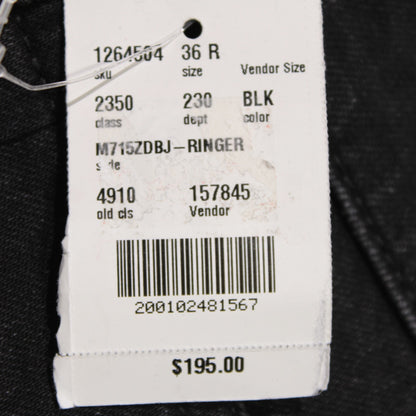 1264504 36 R
sku size Vendor Size
2350 230 BLK
class dept color
M715ZDBJ-RINGER
style
4910 157845
old cls Vendor
200102481567
$195.00